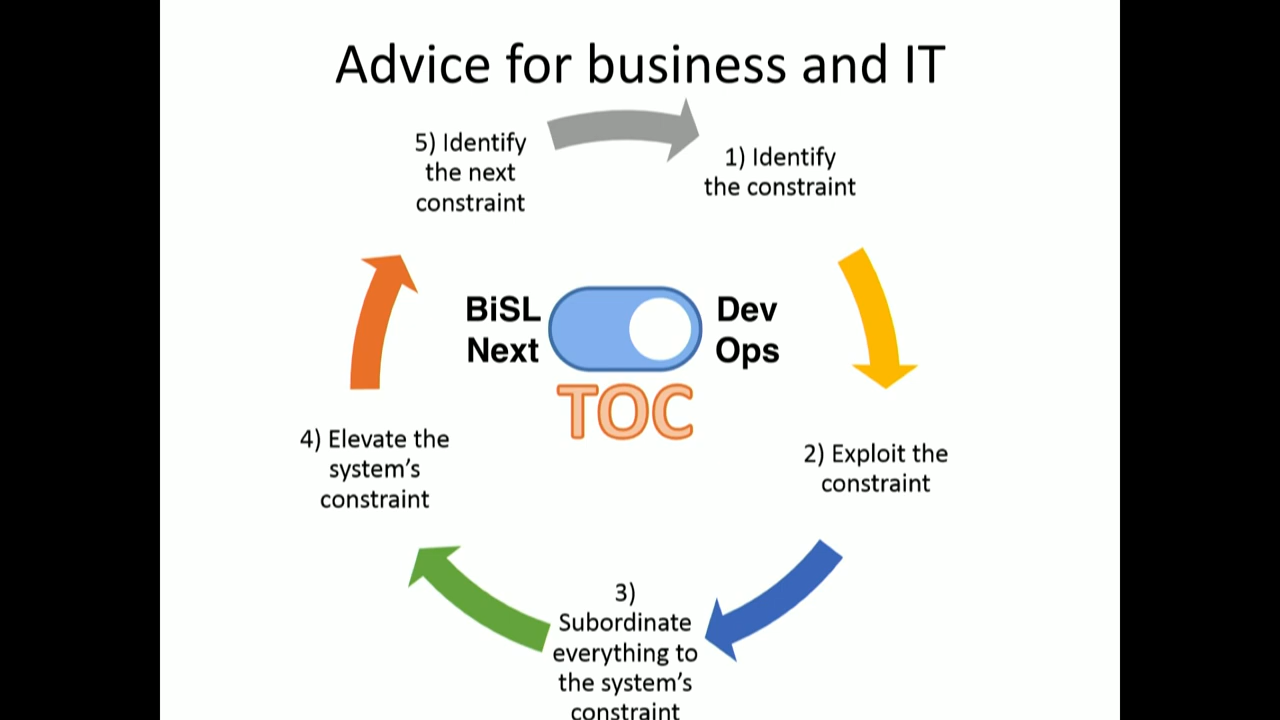 Advice for business and IT
5) Identify
the next
constraint
1) Identify
the constraint
BiSL
Next
Dev
Ops
TOC
4) Elevate the
system’s
constraint
2) Exploit the
constraint
3)
Subordinate
everything to
the system’s
constraint